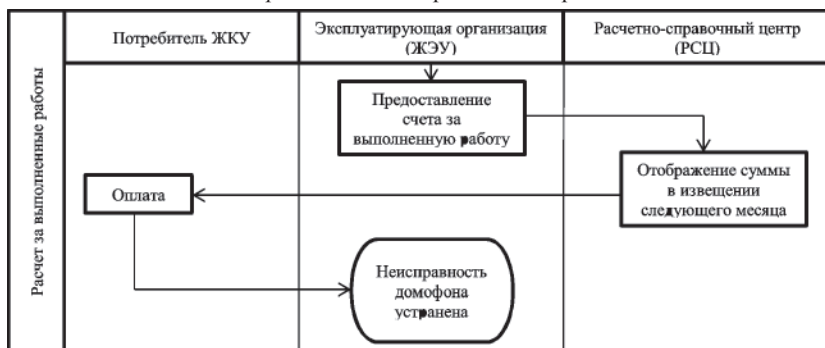 Потребитель ЖКУ
Эксплуатирующая организация
(ЖЭУ)
Расчетно-справочный центр
(РСЦ)
Расчет за выполненные работы
Предоставление
счета за
выполненную работу
Отображение суммы
в извещении
следующего месяца
Оплата
Неисправность
домофона
устранена